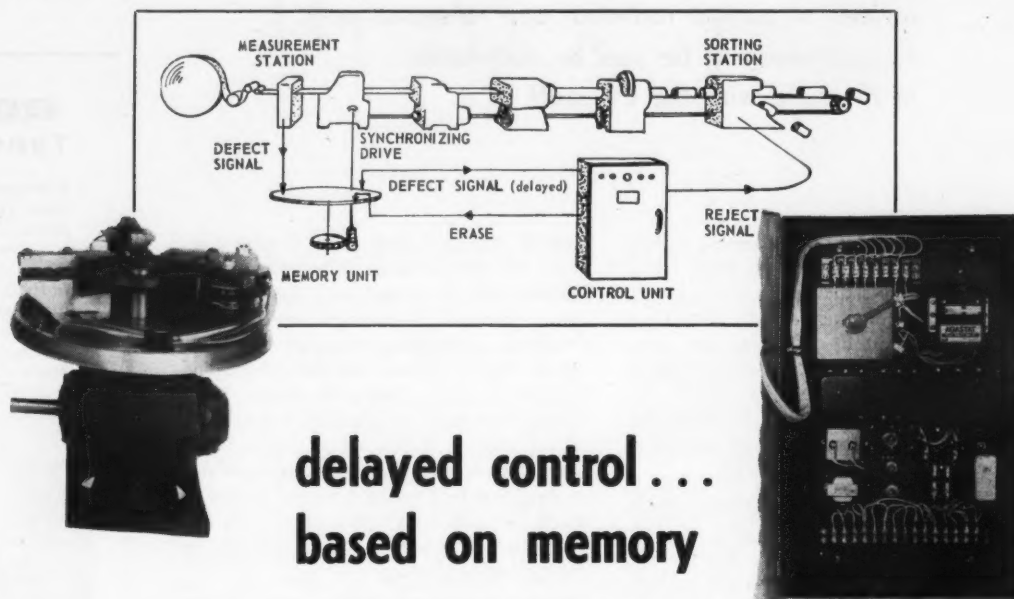 MEASUREMENT
STATION
SORTING
STATION
DEFECT
SIGNAL
SYNCHRONIZING
DRIVE
DEFECT SIGNAL (delayed)
ERASE
REJECT
SIGNAL
MEMORY UNIT
CONTROL UNIT
AGASTAT
delayed control...
based on memory